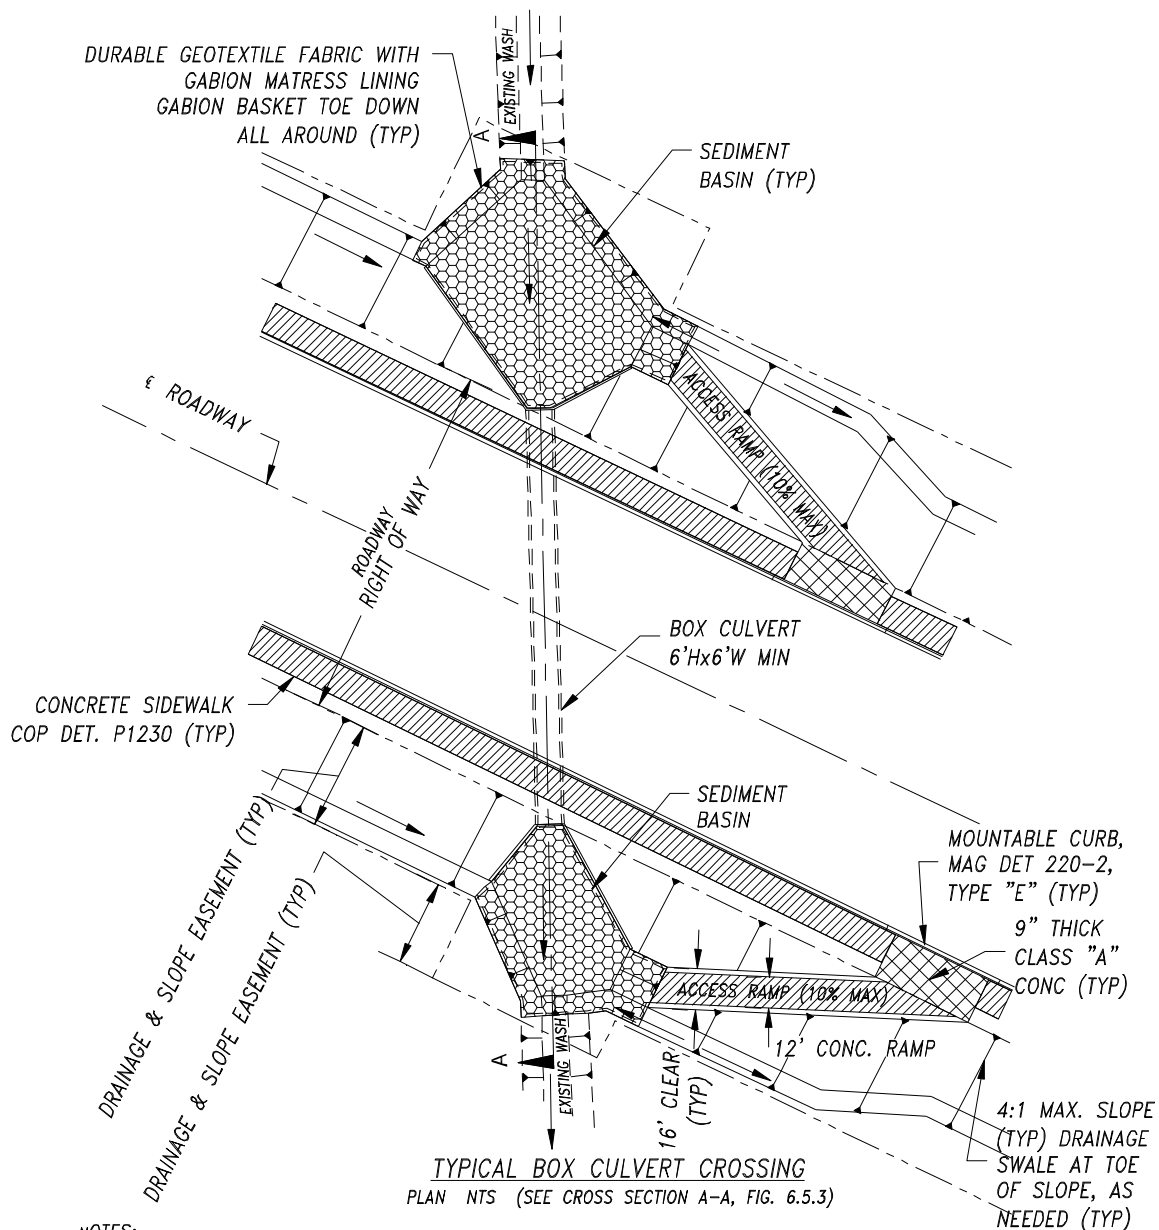 DURABLE GEOTEXTILE FABRIC WITH
GABION MATRESS LINING
GABION BASKET TOE DOWN
ALL AROUND (TYP)
EXISTING WASH
A
SEDIMENT
BASIN (TYP)
℄ ROADWAY
ACCESS RAMP (10% MAX)
ROADWAY
RIGHT OF WAY
BOX CULVERT
6'Hx6'W MIN
CONCRETE SIDEWALK
COP DET. P1230 (TYP)
SEDIMENT
BASIN
MOUNTABLE CURB,
MAG DET 220-2,
TYPE "E" (TYP)
9" THICK
CLASS "A"
CONC (TYP)
DRAINAGE & SLOPE EASEMENT (TYP)
DRAINAGE & SLOPE EASEMENT (TYP)
ACCESS RAMP (10% MAX)
12' CONC. RAMP
16' CLEAR
(TYP)
A
EXISTING WASH
4:1 MAX. SLOPE
(TYP) DRAINAGE
SWALE AT TOE
OF SLOPE, AS
NEEDED (TYP)
TYPICAL BOX CULVERT CROSSING
PLAN NTS (SEE CROSS SECTION A-A, FIG. 6.5.3)
NOTES: